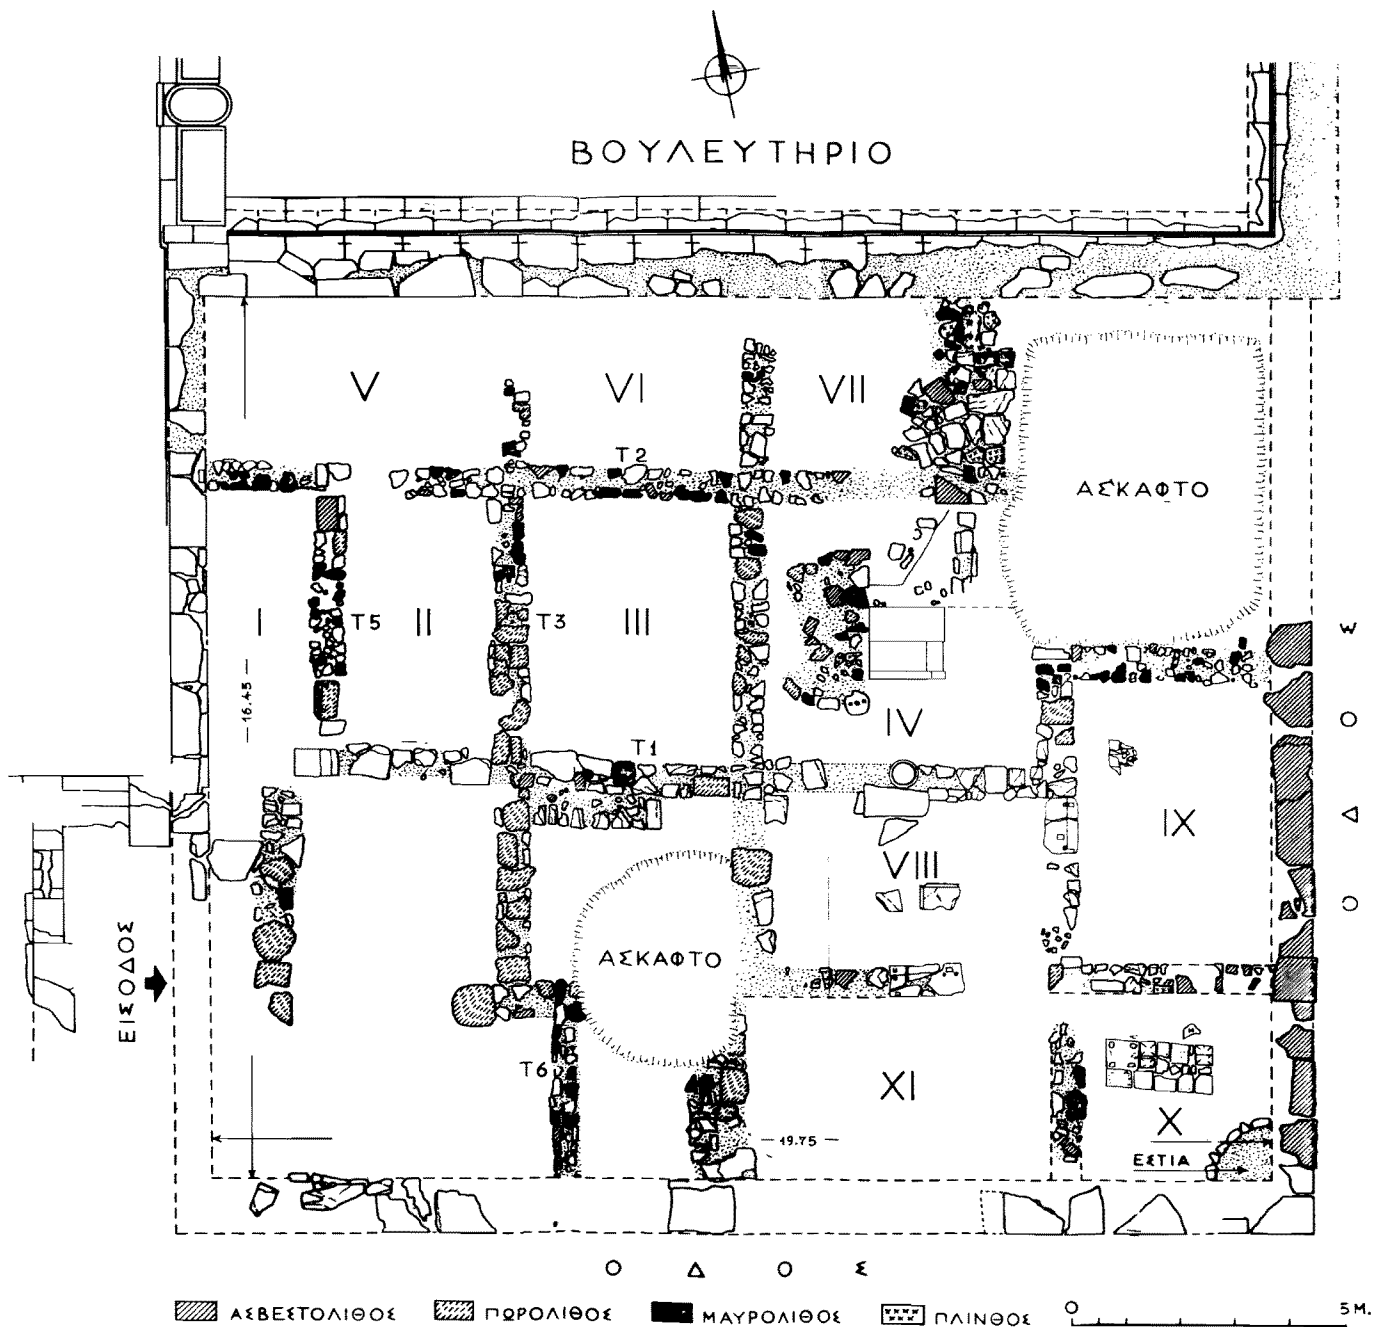 ΒΟΥΛΕΥΤΗΡΙΟ
V
VI
VII
T2
ΑΣΚΑΦΤΟ
I
T5
II
T3
III
16.45
IV
T1
IX
VIII
ΑΣΚΑΦΤΟ
ΕΙΣΟΔΟΣ
T6
XI
X
19.75
ΕΣΤΙΑ
ΟΔΟΣ
ΟΔΟΣ
ΑΣΒΕΣΤΟΛΙΘΟΣ ΠΩΡΟΛΙΘΟΣ ΜΑΥΡΟΛΙΘΟΣ ΠΛΙΝΘΟΣ 0 5 Μ.